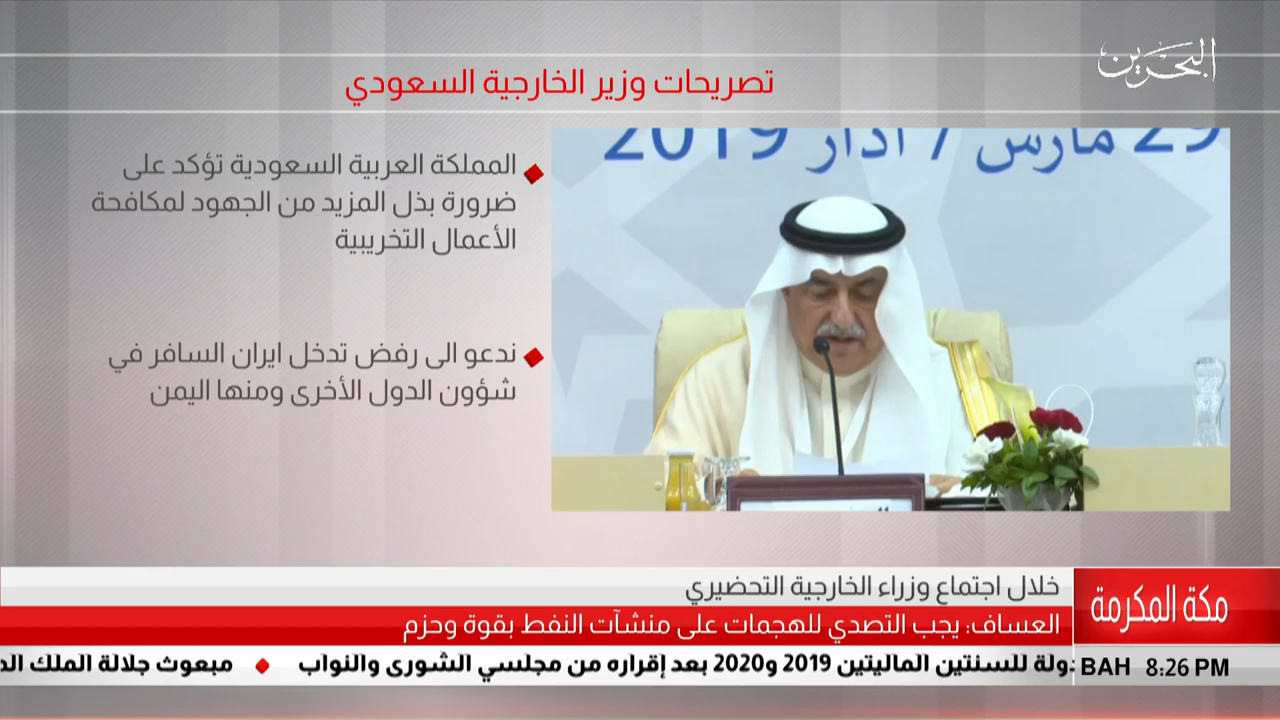 البحرين
تصريحات وزير الخارجية السعودي
29 مارس / آذار 2019
المملكة العربية السعودية تؤكد على
ضرورة بذل المزيد من الجهود لمكافحة
الأعمال التخريبية
ندعو الى رفض تدخل ايران السافر في
شؤون الدول الأخرى ومنها اليمن
خلال اجتماع وزراء الخارجية التحضيري
مكة المكرمة
العساف: يجب التصدي للهجمات على منشآت النفط بقوة وحزم
BAH 8:26 PM
دولة للسنتين الماليتين 2019 و2020 بعد إقراره من مجلسي الشورى والنواب ♦ مبعوث جلالة الملك